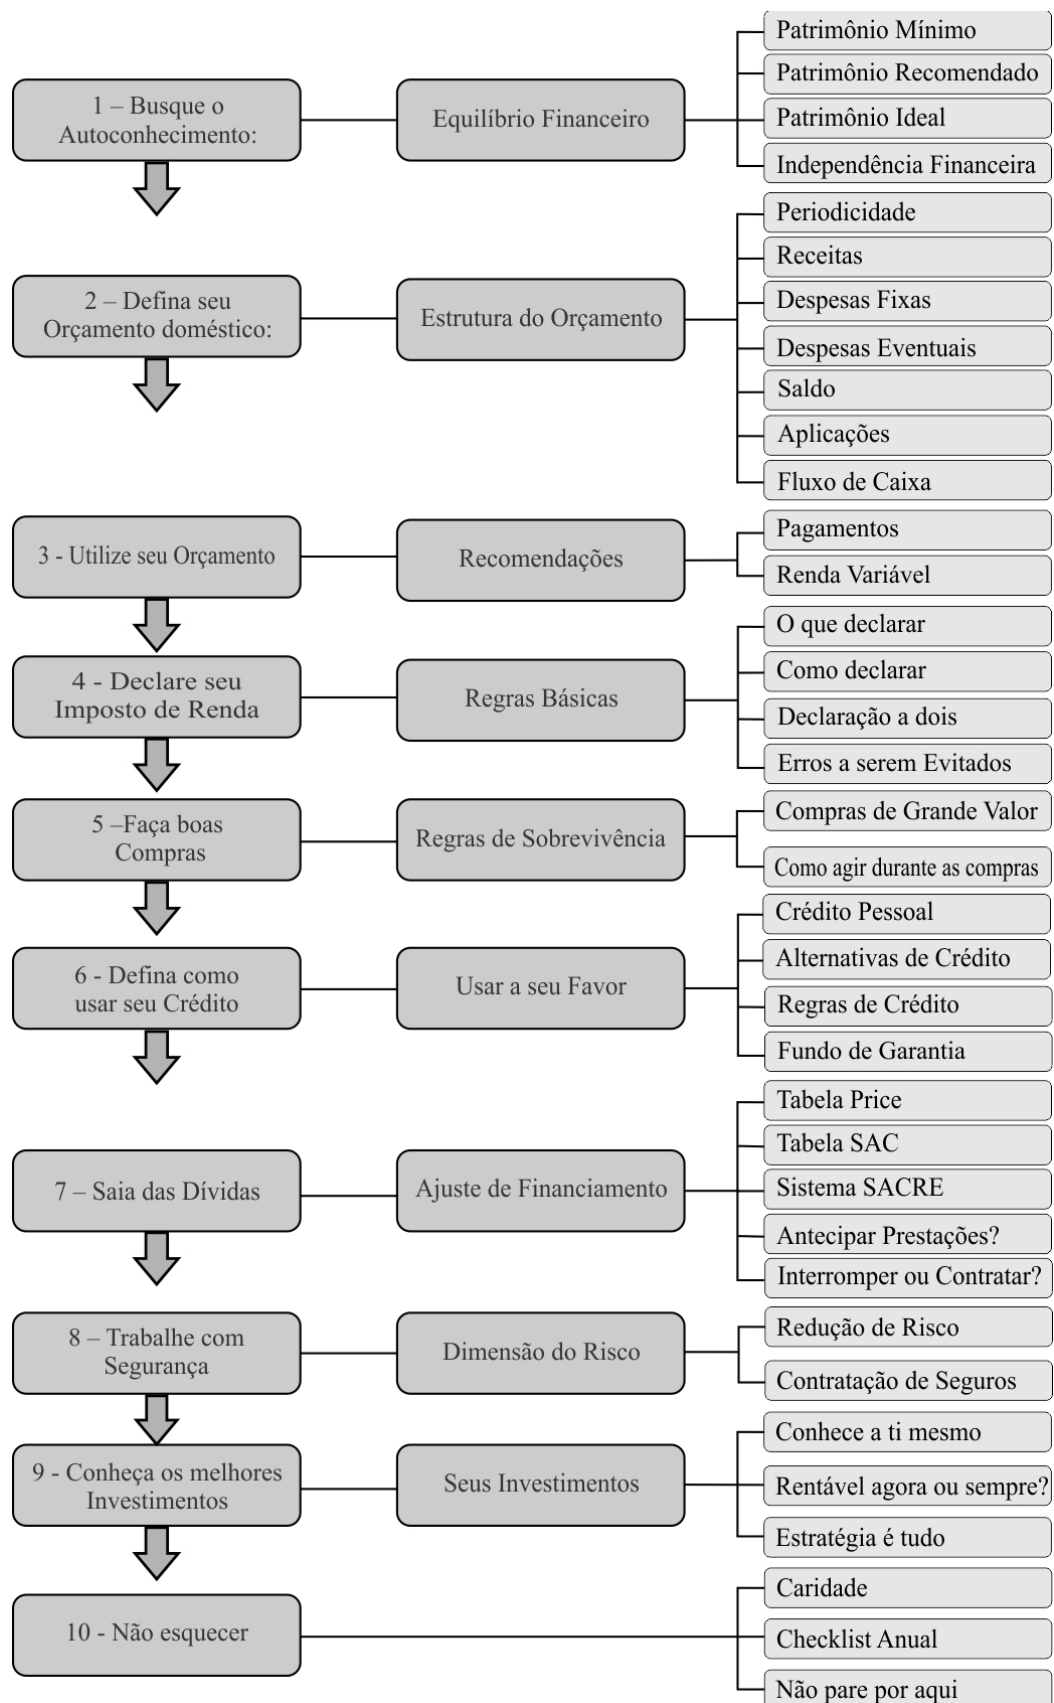 1 – Busque o
Autoconhecimento:
Equilíbrio Financeiro
Patrimônio Mínimo
Patrimônio Recomendado
Patrimônio Ideal
Independência Financeira
2 – Defina seu
Orçamento doméstico:
Estrutura do Orçamento
Periodicidade
Receitas
Despesas Fixas
Despesas Eventuais
Saldo
Aplicações
Fluxo de Caixa
3 - Utilize seu Orçamento
Recomendações
Pagamentos
Renda Variável
4 - Declare seu
Imposto de Renda
Regras Básicas
O que declarar
Como declarar
Declaração a dois
Erros a serem Evitados
5 –Faça boas
Compras
Regras de Sobrevivência
Compras de Grande Valor
Como agir durante as compras
6 - Defina como
usar seu Crédito
Usar a seu Favor
Crédito Pessoal
Alternativas de Crédito
Regras de Crédito
Fundo de Garantia
7 – Saia das Dívidas
Ajuste de Financiamento
Tabela Price
Tabela SAC
Sistema SACRE
Antecipar Prestações?
Interromper ou Contratar?
8 – Trabalhe com
Segurança
Dimensão do Risco
Redução de Risco
Contratação de Seguros
9 - Conheça os melhores
Investimentos
Seus Investimentos
Conhece a ti mesmo
Rentável agora ou sempre?
Estratégia é tudo
10 - Não esquecer
Caridade
Checklist Anual
Não pare por aqui